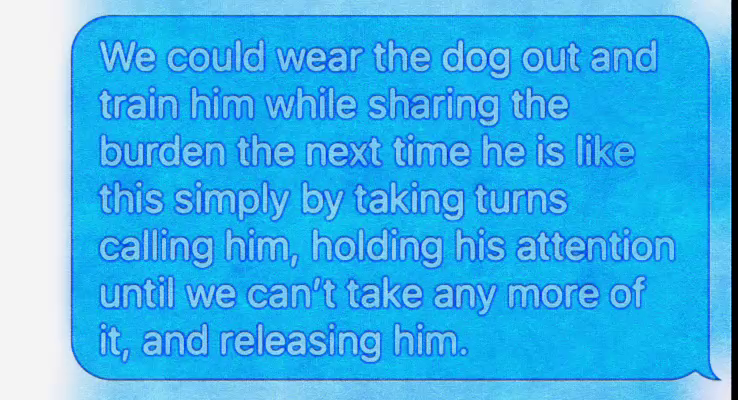 We could wear the dog out and
train him while sharing the
burden the next time he is like
this simply by taking turns
calling him, holding his attention
until we can't take any more of
it, and releasing him.